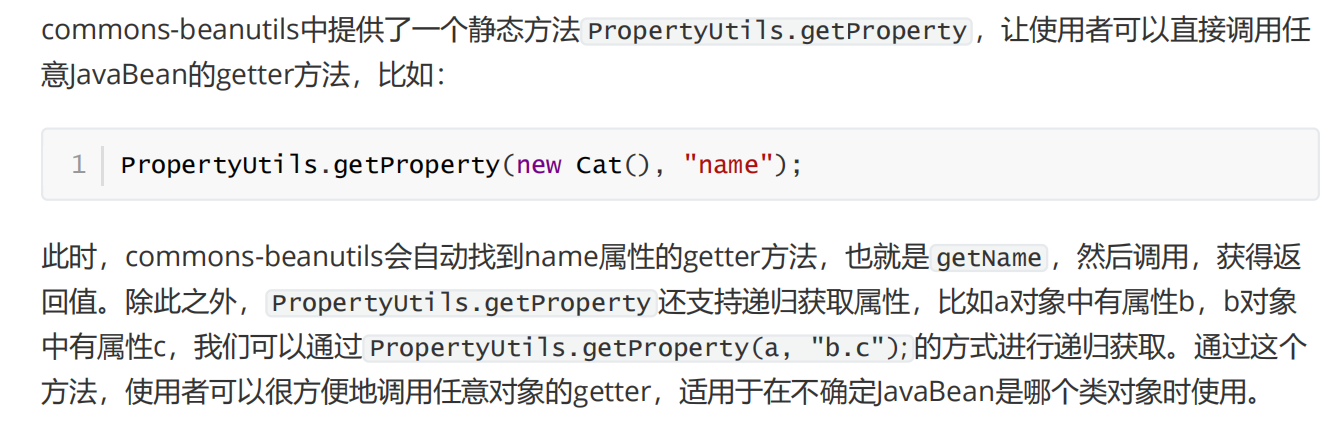 commons-beanutils中提供了一个静态方法PropertyUtils.getProperty，让使用者可以直接调用任
意JavaBean的getter方法，比如：
1 PropertyUtils.getProperty(new Cat(), "name");
此时，commons-beanutils会自动找到name属性的getter方法，也就是getName，然后调用，获得返
回值。除此之外，PropertyUtils.getProperty还支持递归获取属性，比如a对象中有属性b，b对象
中有属性c，我们可以通过PropertyUtils.getProperty(a, "b.c");的方式进行递归获取。通过这个
方法，使用者可以很方便地调用任意对象的getter，适用于在不确定JavaBean是哪个类对象时使用。